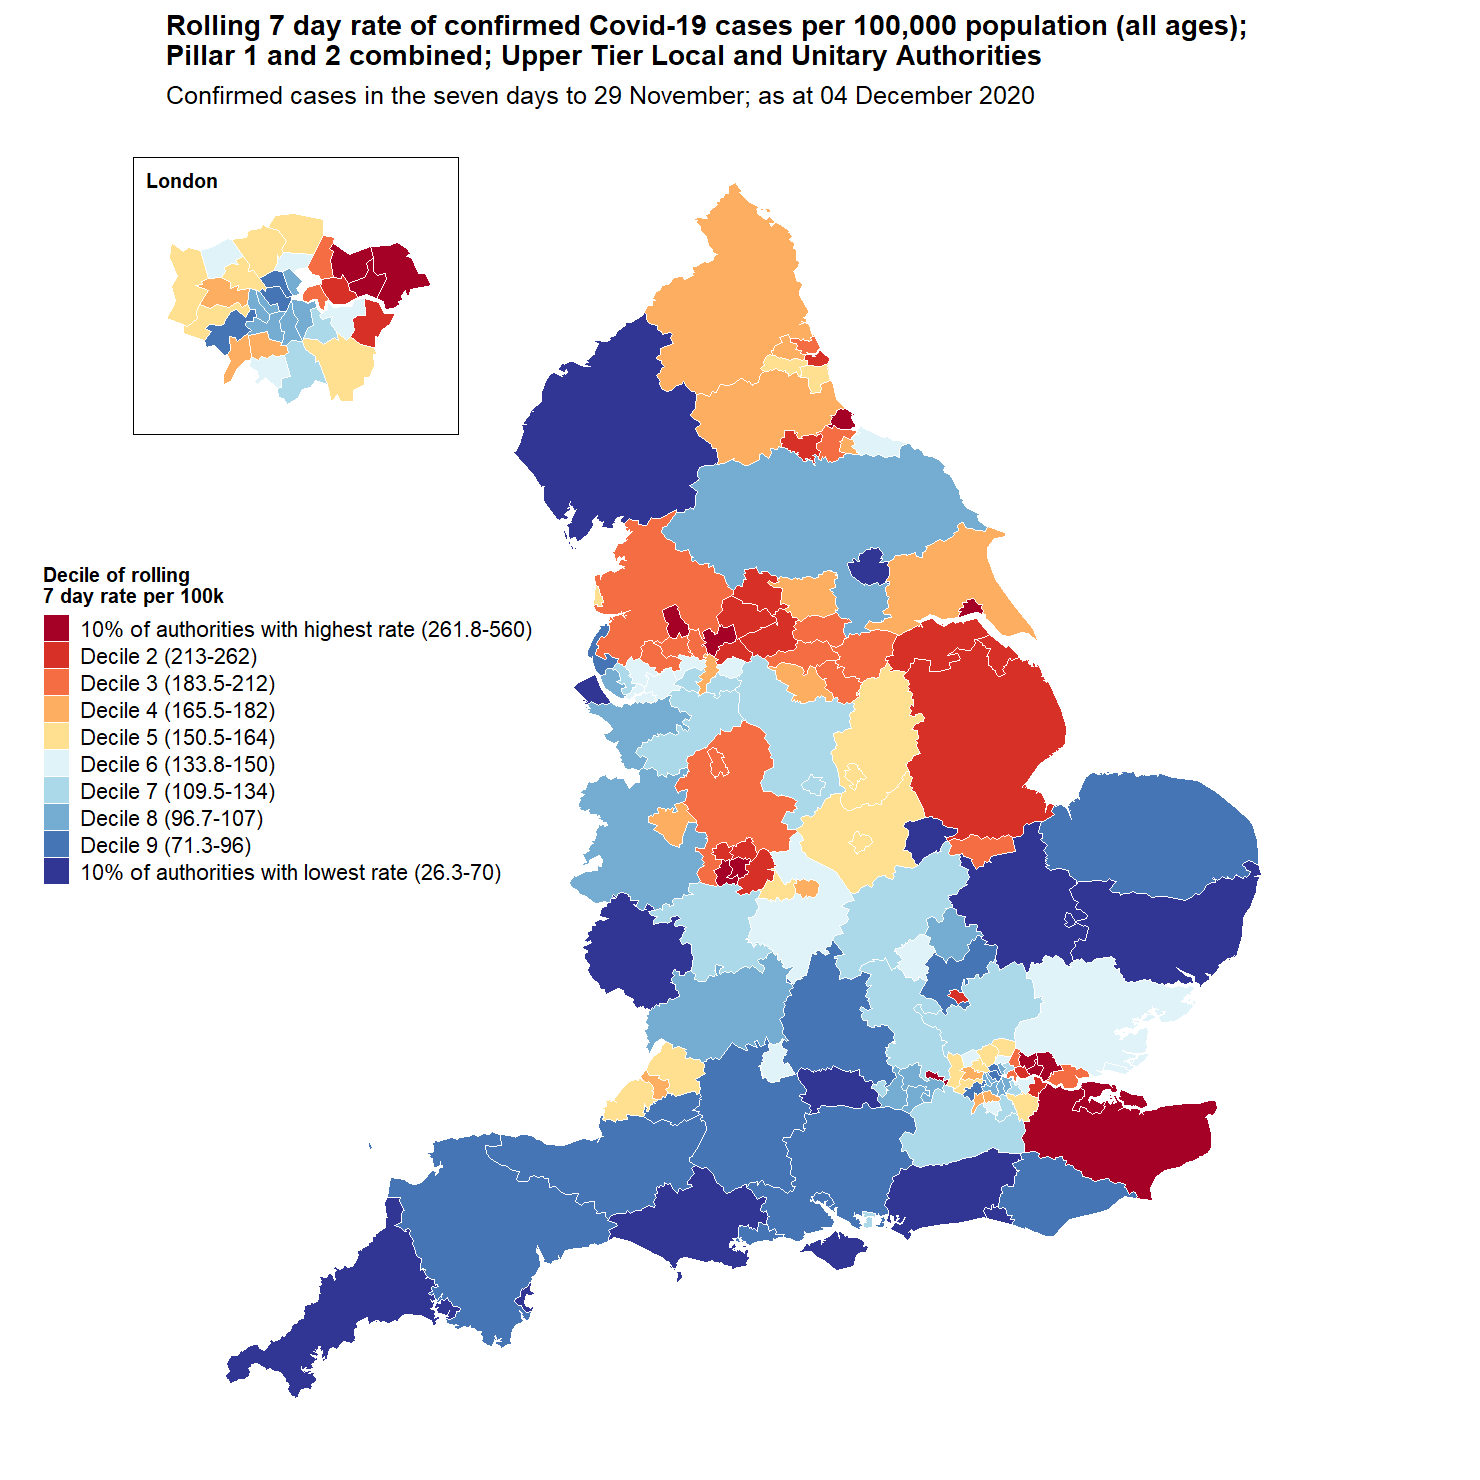 Rolling 7 day rate of confirmed Covid-19 cases per 100,000 population (all ages);
Pillar 1 and 2 combined; Upper Tier Local and Unitary Authorities
Confirmed cases in the seven days to 29 November; as at 04 December 2020
London
Decile of rolling
7 day rate per 100k
10% of authorities with highest rate (261.8-560)
Decile 2 (213-262)
Decile 3 (183.5-212)
Decile 4 (165.5-182)
Decile 5 (150.5-164)
Decile 6 (133.8-150)
Decile 7 (109.5-134)
Decile 8 (96.7-107)
Decile 9 (71.3-96)
10% of authorities with lowest rate (26.3-70)